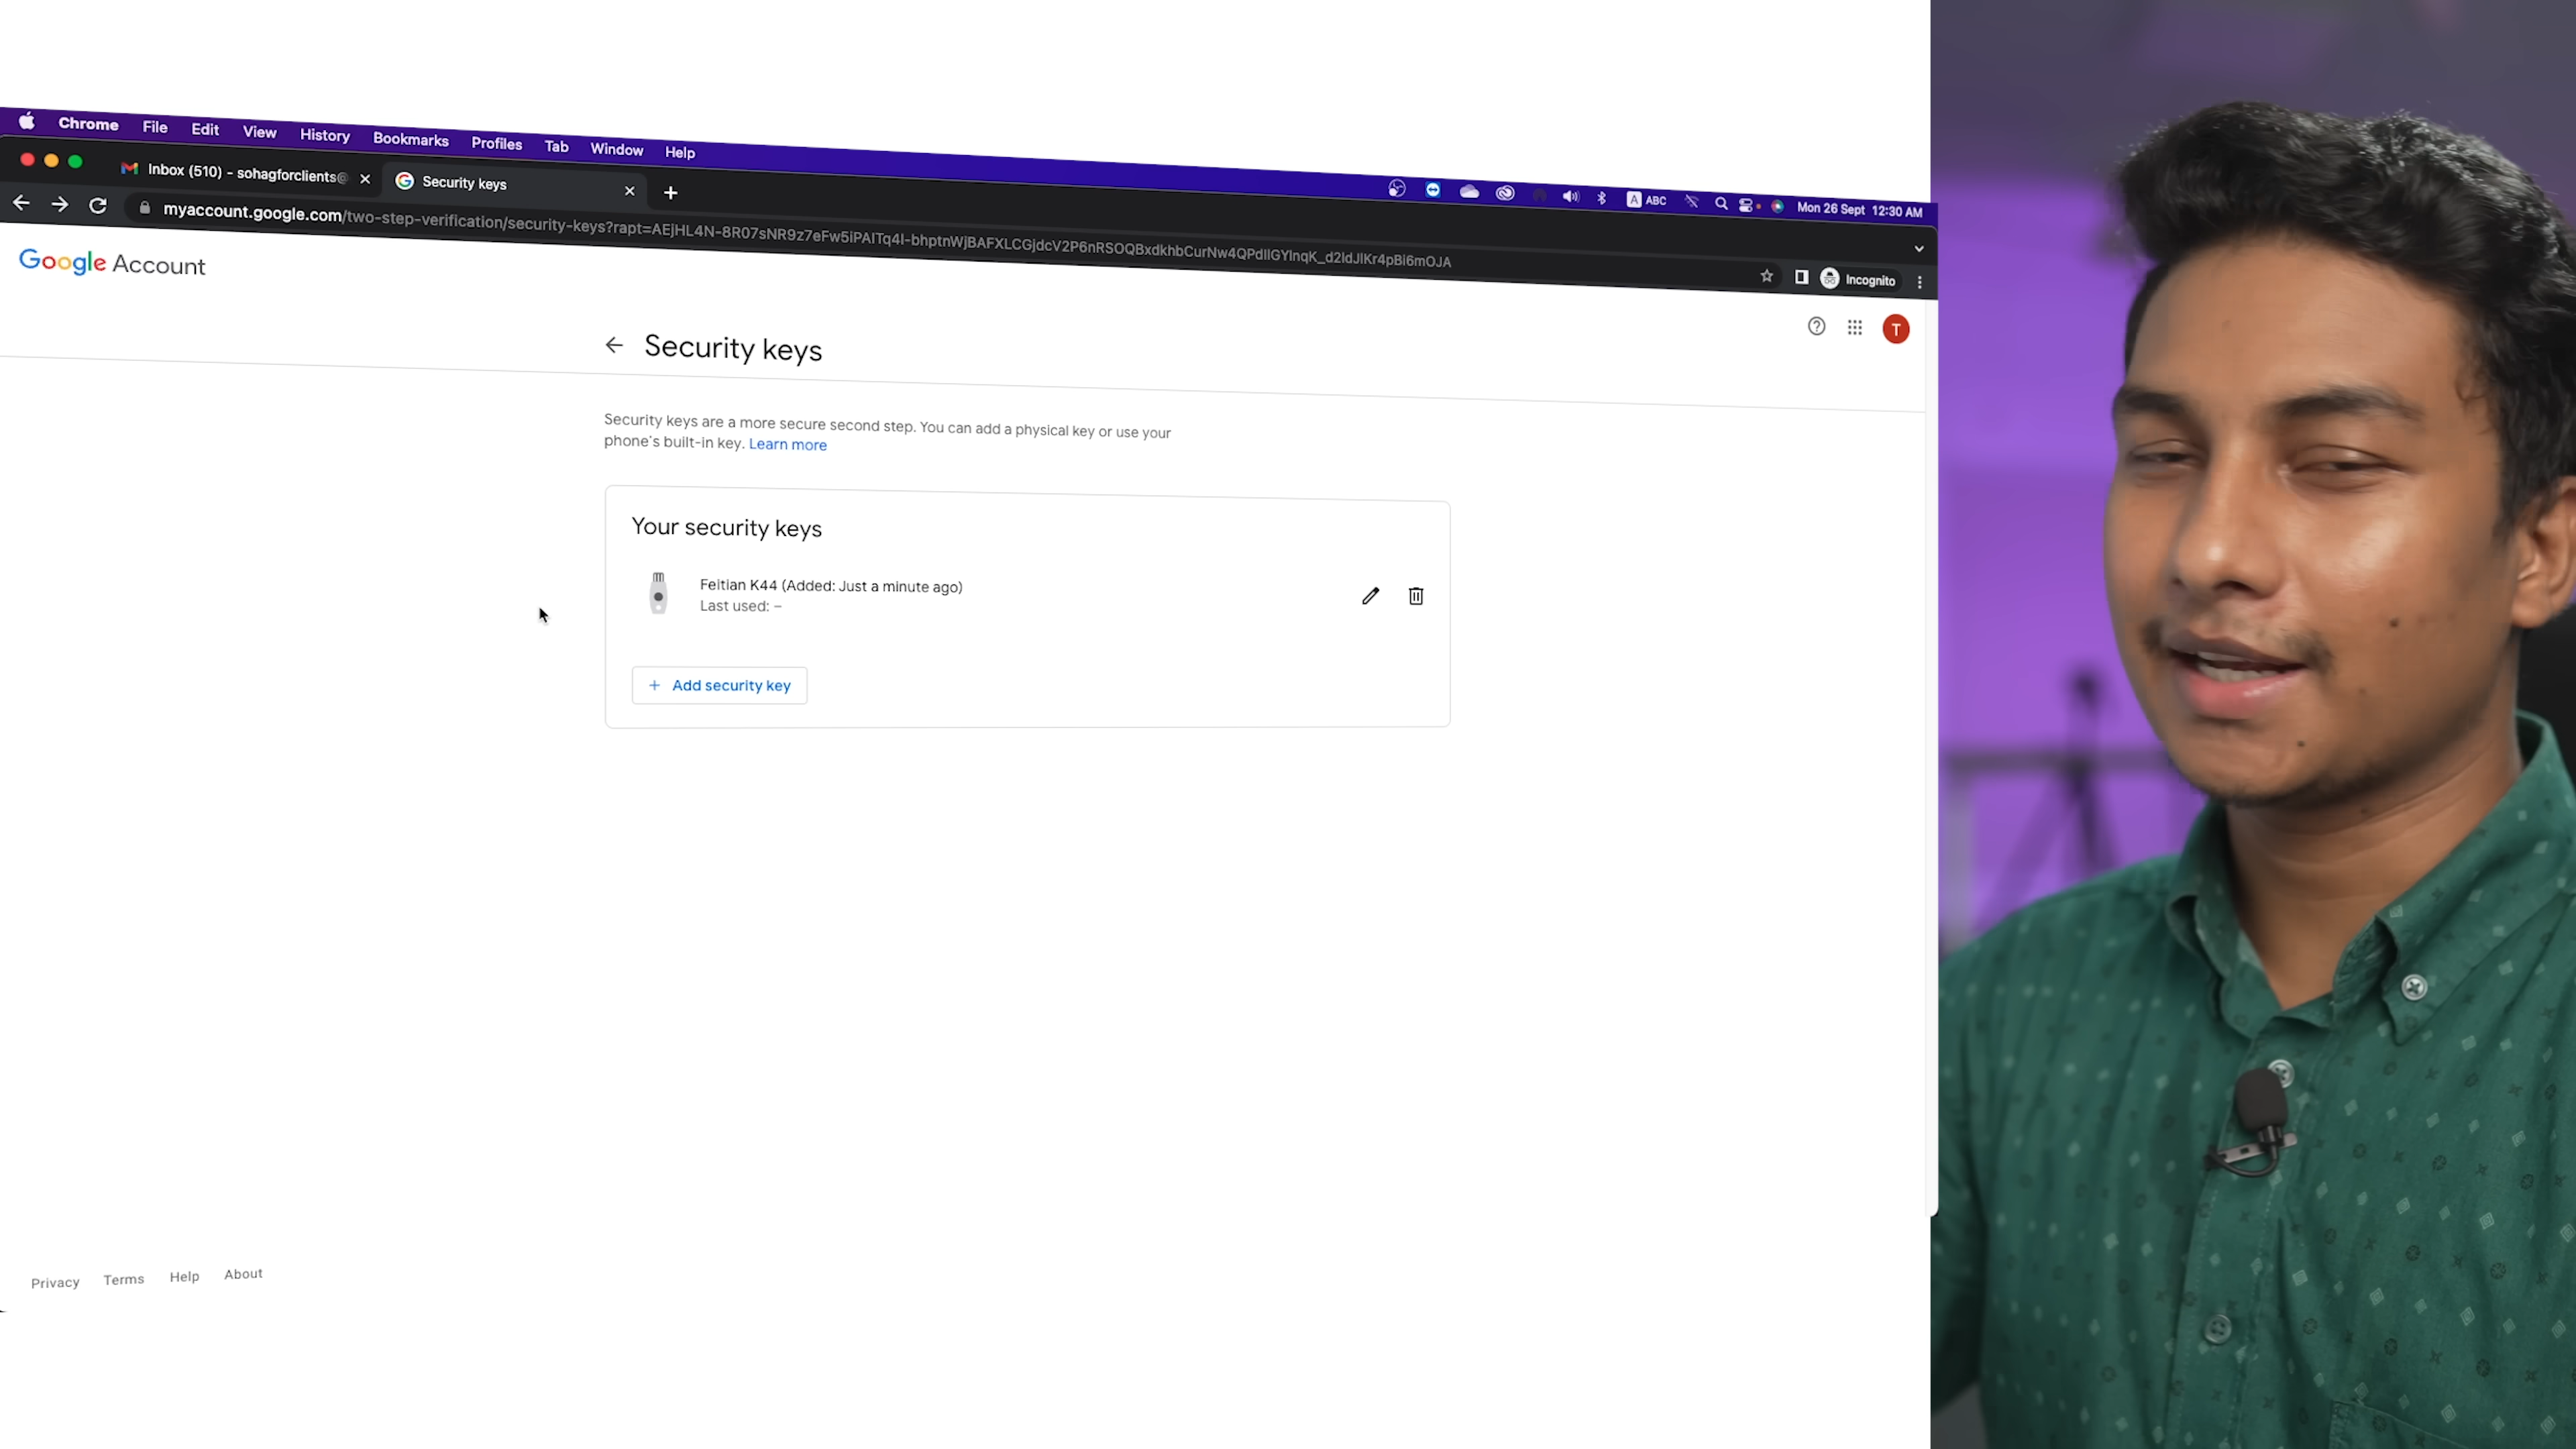 Chrome File Edit View History Bookmarks Profiles Tab Window Help
A ABC Mon 26 Sept 12:30 AM
Inbox (510) - sohagforclients@
Security keys
myaccount.google.com/two-step-verification/security-keys?rapt=
Incognito
Google Account
T
Security keys
Security keys are a more secure second step. You can add a physical key or use your
phone's built-in key. Learn more
Your security keys
Feitian K44 (Added: Just a minute ago)
Last used: –
+ Add security key
Privacy Terms Help About